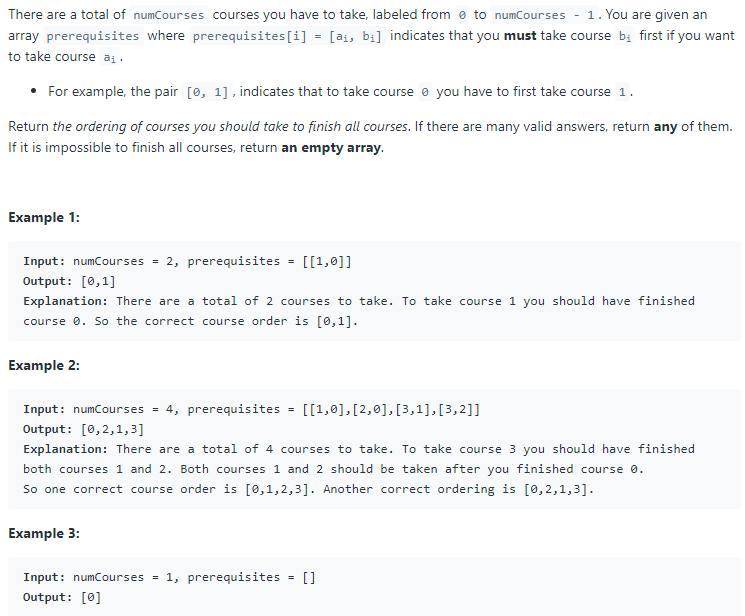 There are a total of numCourses courses you have to take, labeled from 0 to numCourses - 1. You are given an
array prerequisites where prerequisites[i] = [aᵢ, bᵢ] indicates that you must take course bᵢ first if you want
to take course aᵢ.
• For example, the pair [0, 1], indicates that to take course 0 you have to first take course 1.
Return the ordering of courses you should take to finish all courses. If there are many valid answers, return any of them.
If it is impossible to finish all courses, return an empty array.
Example 1:
Input: numCourses = 2, prerequisites = [[1,0]]
Output: [0,1]
Explanation: There are a total of 2 courses to take. To take course 1 you should have finished
course 0. So the correct course order is [0,1].
Example 2:
Input: numCourses = 4, prerequisites = [[1,0],[2,0],[3,1],[3,2]]
Output: [0,2,1,3]
Explanation: There are a total of 4 courses to take. To take course 3 you should have finished
both courses 1 and 2. Both courses 1 and 2 should be taken after you finished course 0.
So one correct course order is [0,1,2,3]. Another correct ordering is [0,2,1,3].
Example 3:
Input: numCourses = 1, prerequisites = []
Output: [0]